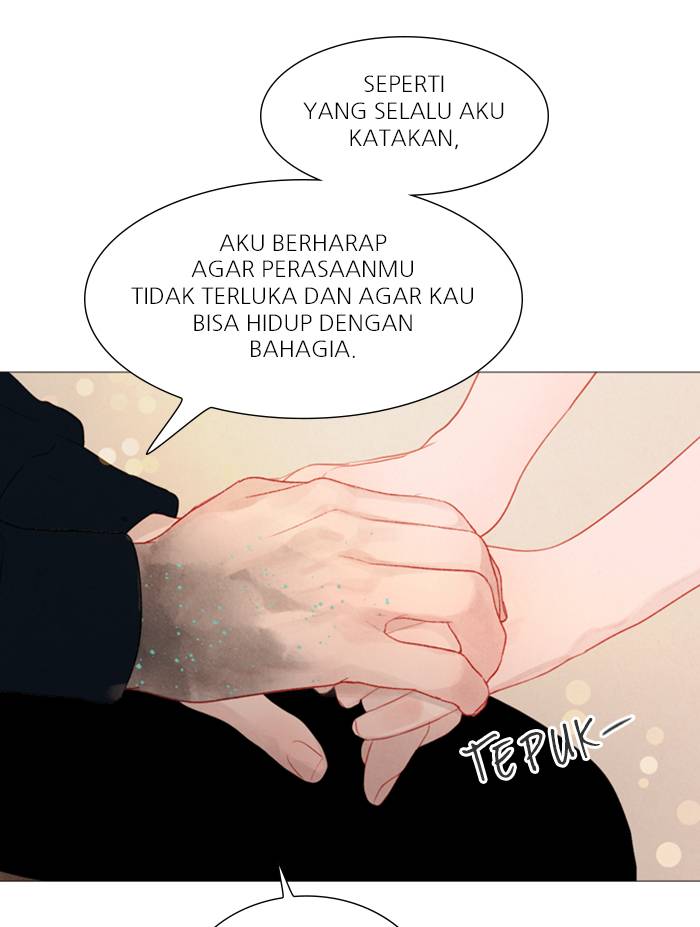 SEPERTI
YANG SELALU AKU
KATAKAN,
AKU BERHARAP
AGAR PERASAANMU
TIDAK TERLUKA DAN AGAR KAU
BISA HIDUP DENGAN
BAHAGIA.
TEPUK-